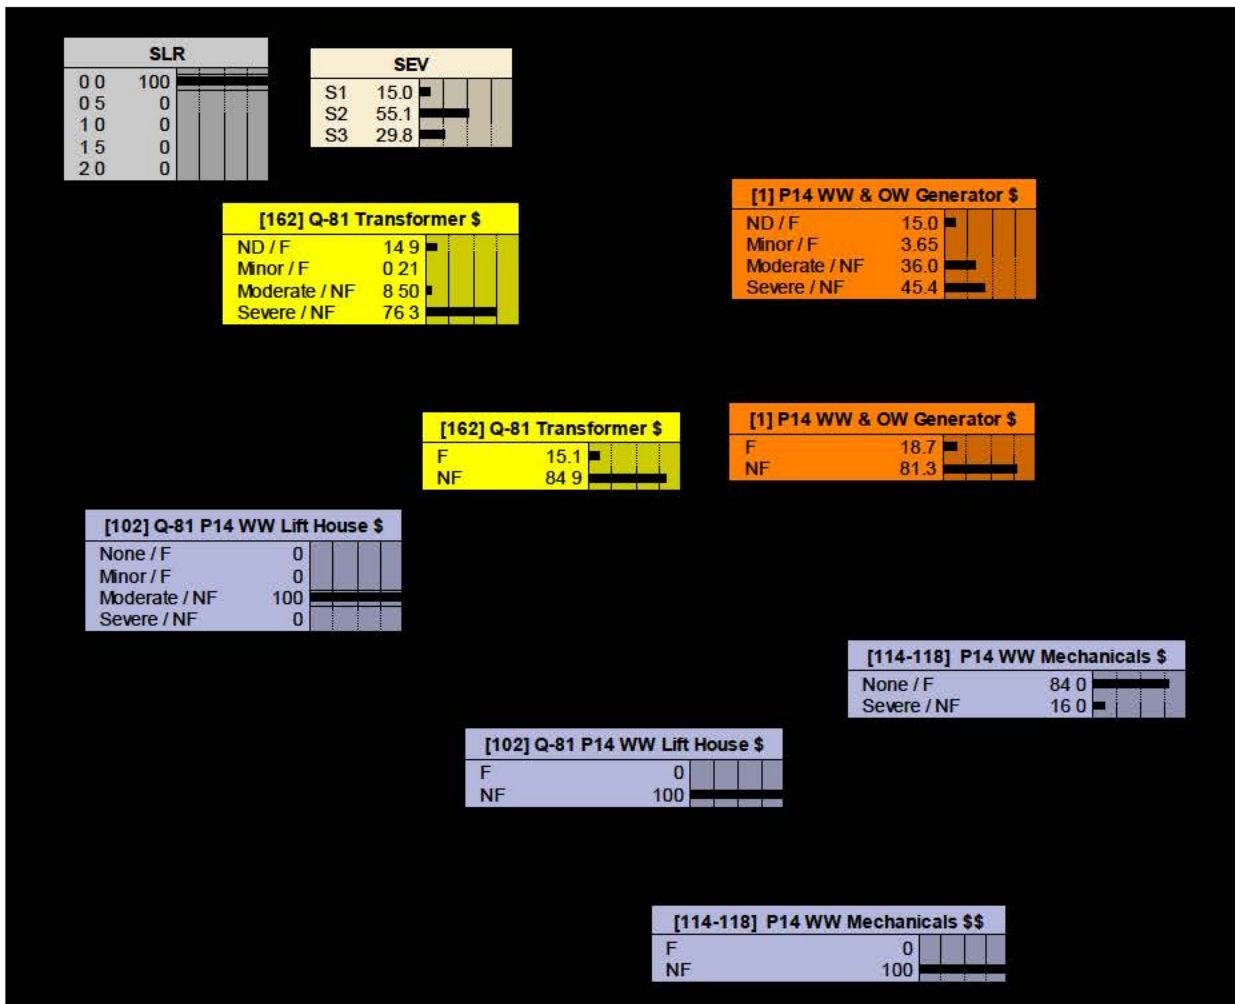 SLR
0 0 100
0 5 0
1 0 0
1 5 0
2 0 0
SEV
S1 15.0
S2 55.1
S3 29.8
[162] Q-81 Transformer $
ND / F 14 9
Minor / F 0 21
Moderate / NF 8 50
Severe / NF 76 3
[1] P14 WW & OW Generator $
ND / F 15.0
Minor / F 3.65
Moderate / NF 36.0
Severe / NF 45.4
[162] Q-81 Transformer $
F 15.1
NF 84 9
[1] P14 WW & OW Generator $
F 18.7
NF 81.3
[102] Q-81 P14 WW Lift House $
None / F 0
Minor / F 0
Moderate / NF 100
Severe / NF 0
[114-118] P14 WW Mechanicals $
None / F 84 0
Severe / NF 16 0
[102] Q-81 P14 WW Lift House $
F 0
NF 100
[114-118] P14 WW Mechanicals $$
F 0
NF 100